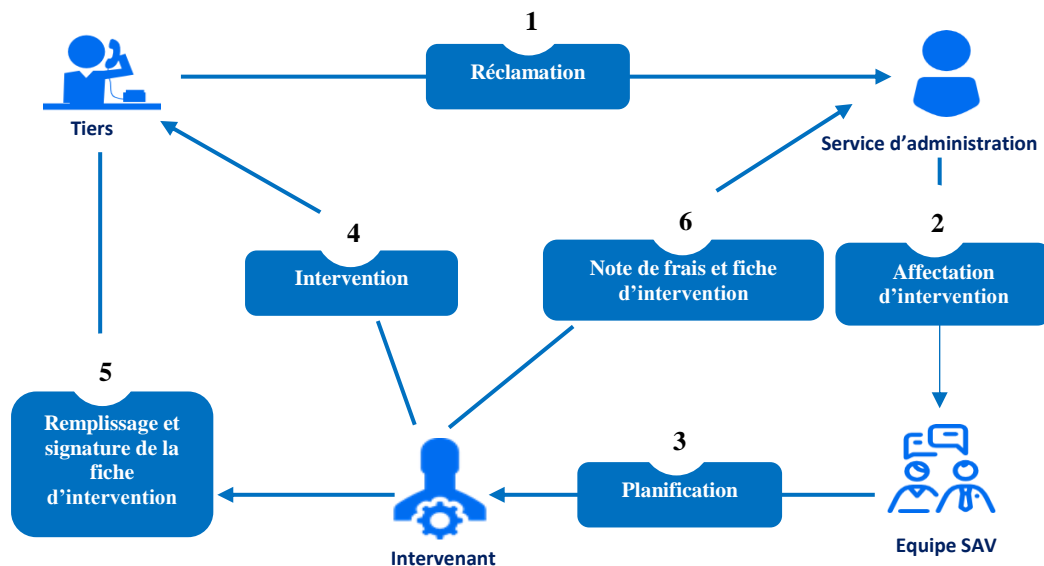 1
Réclamation
Tiers
Service d’administration
4
Intervention
6
Note de frais et fiche
d’intervention
2
Affectation
d’intervention
5
Remplissage et
signature de la
fiche
d’intervention
3
Planification
Intervenant
Equipe SAV